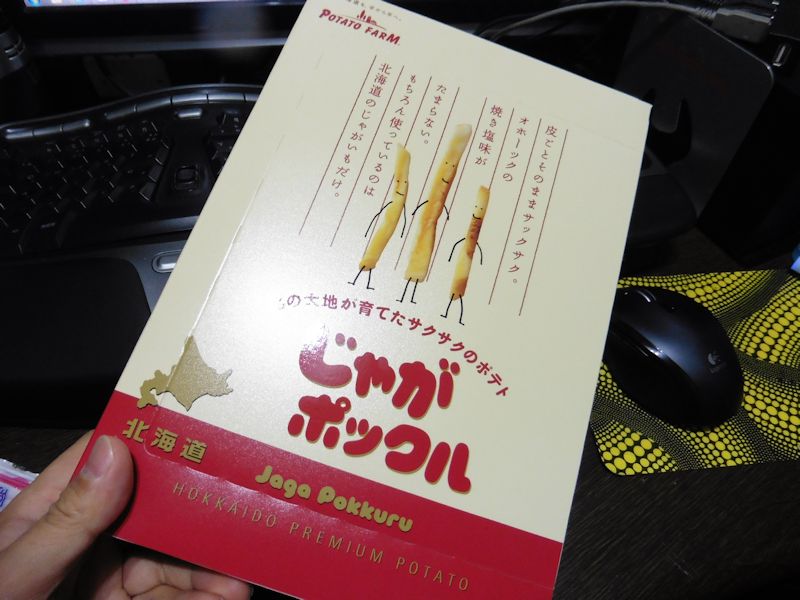 POTATO FARM
皮ごとそのままサックサク。
オホーツクの
焼き塩味が
たまらない。
もちろん使っているのは
北海道のじゃがいもだけ。
の大地が育てたサクサクのポテト
じゃが
ポックル
北海道
Jaga Pokkuru
HOKKAIDO PREMIUM POTATO